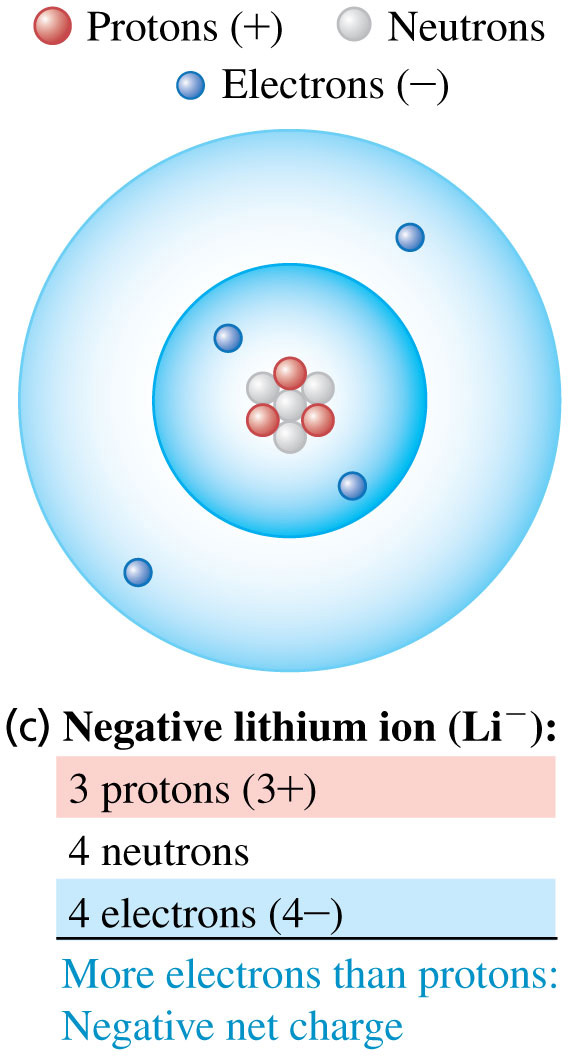 Protons (+) Neutrons
Electrons (−)
(c) Negative lithium ion (Li⁻):
3 protons (3+)
4 neutrons
4 electrons (4−)
More electrons than protons:
Negative net charge